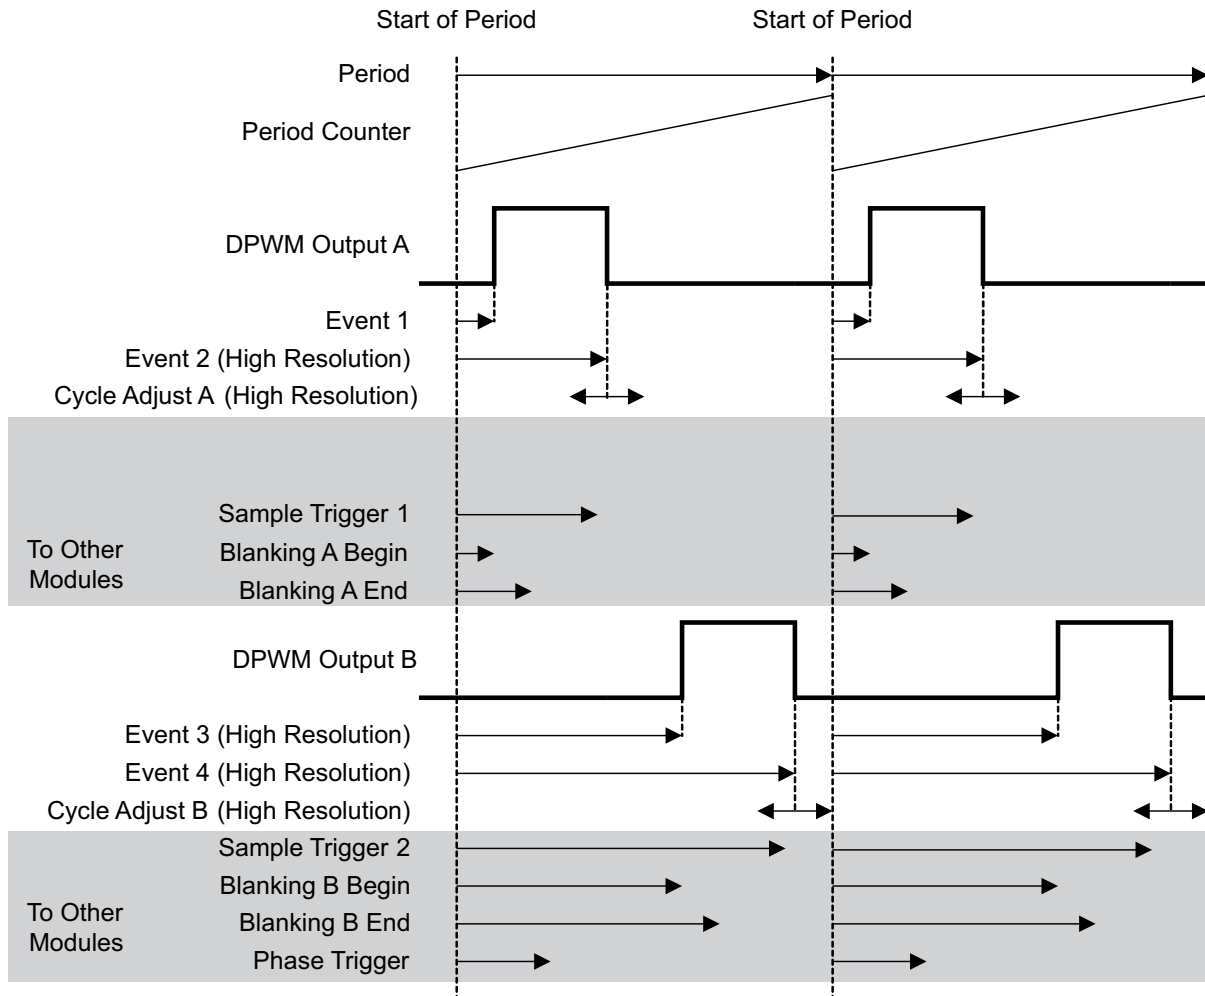 Start of Period
Start of Period
Period
Period Counter
DPWM Output A
Event 1
Event 2 (High Resolution)
Cycle Adjust A (High Resolution)
To Other
Modules
Sample Trigger 1
Blanking A Begin
Blanking A End
DPWM Output B
Event 3 (High Resolution)
Event 4 (High Resolution)
Cycle Adjust B (High Resolution)
To Other
Modules
Sample Trigger 2
Blanking B Begin
Blanking B End
Phase Trigger